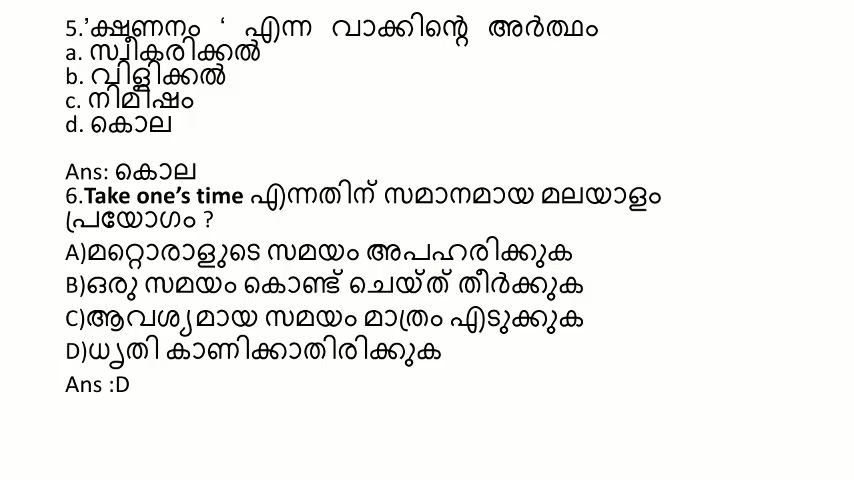 5.’ക്ഷണനം ‘ എന്ന വാക്കിന്റെ അർത്ഥം
a. സ്വീകരിക്കൽ
b. വിളിക്കൽ
c. നിമിഷം
d. കൊല
Ans: കൊല
6.Take one’s time എന്നതിന് സമാനമായ മലയാളം
പ്രയോഗം ?
A)മറ്റൊരാളുടെ സമയം അപഹരിക്കുക
B)ഒരു സമയം കൊണ്ട് ചെയ്ത് തീർക്കുക
C)ആവശ്യമായ സമയം മാത്രം എടുക്കുക
D)ധൃതി കാണിക്കാതിരിക്കുക
Ans :D